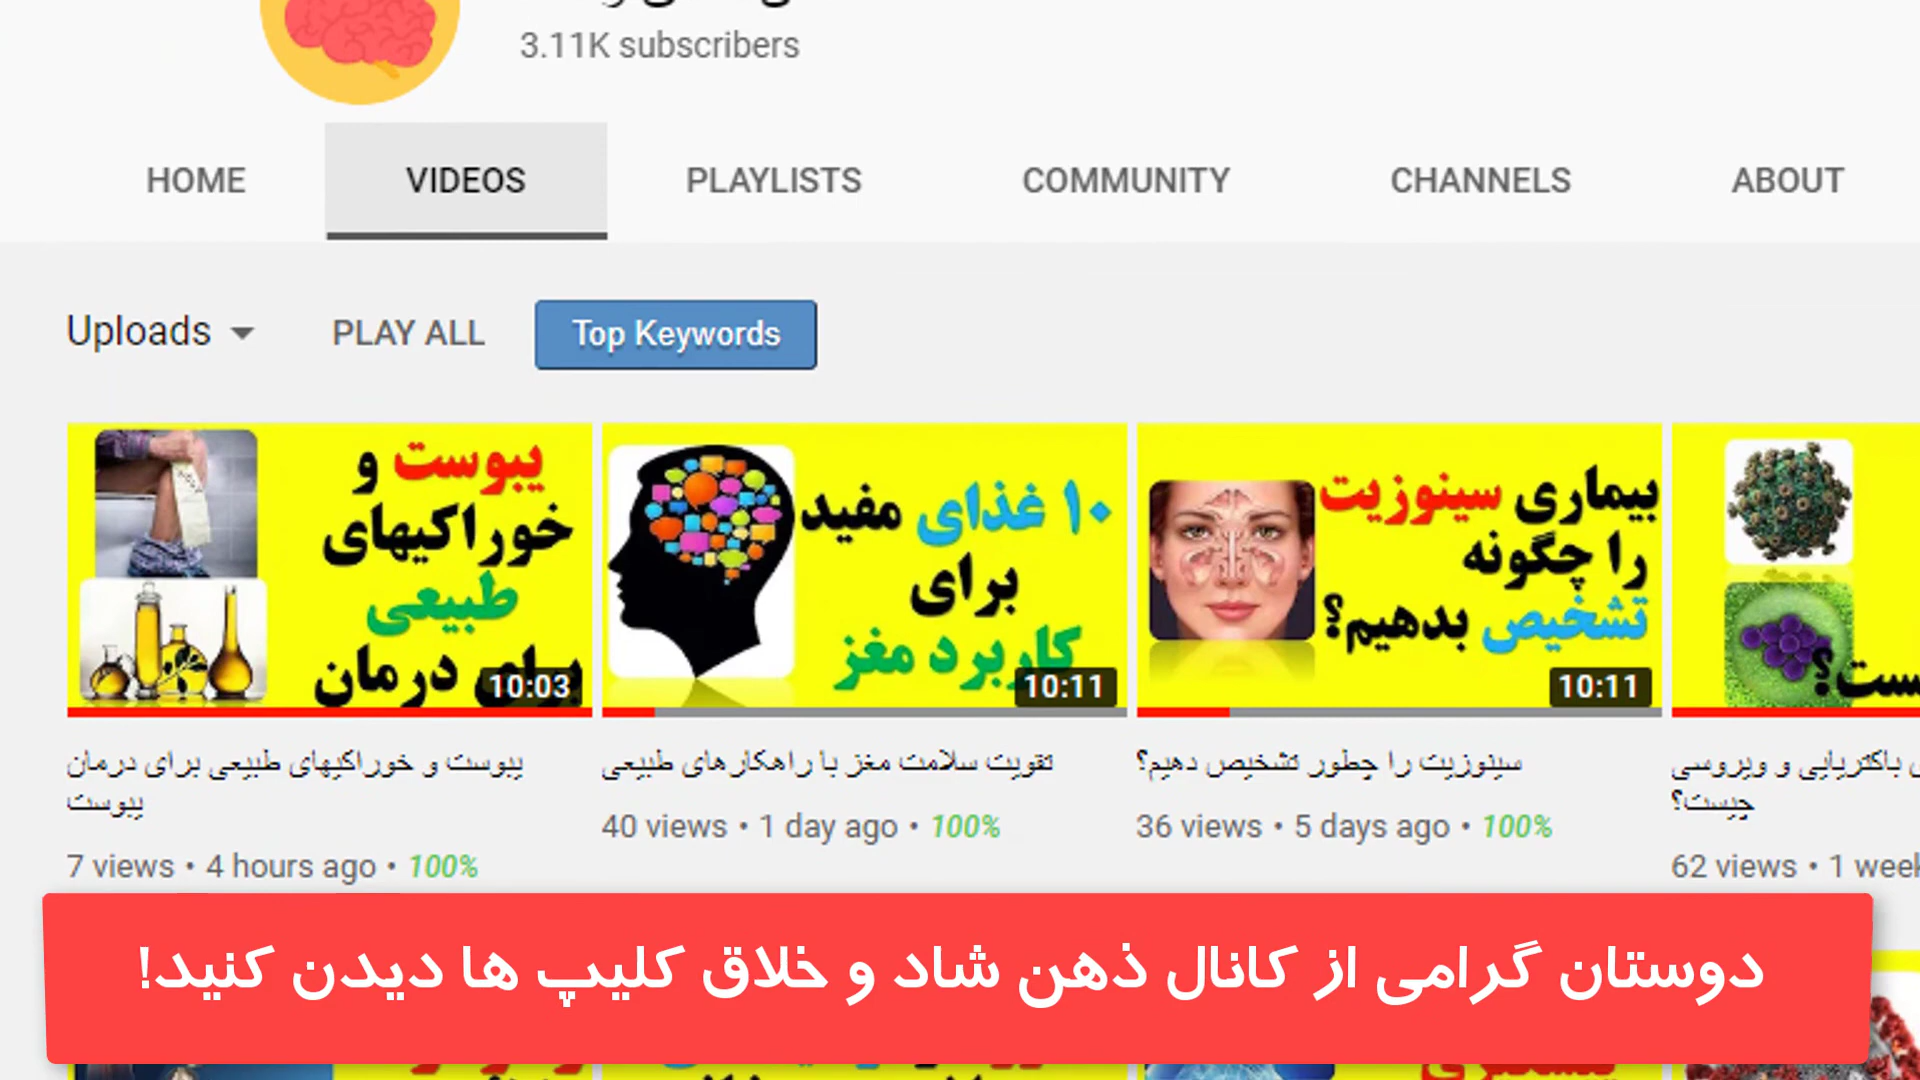 3.11K subscribers
HOME
VIDEOS
PLAYLISTS
COMMUNITY
CHANNELS
ABOUT
Uploads
PLAY ALL
Top Keywords
یبوست و
خوراکیهای
طبیعی
برای درمان
10:03
۱۰ غذای مفید
برای
کاربرد مغز
10:11
بیماری سینوزیت
را چگونه
تشخیص بدهیم؟
10:11
یبوست و خوراکیهای طبیعی برای درمان
یبوست
7 views • 4 hours ago • 100%
تقویت سلامت مغز با راهکارهای طبیعی
40 views • 1 day ago • 100%
سینوزیت را چطور تشخیص دهیم؟
36 views • 5 days ago • 100%
باکتریایی و ویروسی
چیست؟
62 views • 1 week
دوستان گرامی از کانال ذهن شاد و خلاق کلیپ ها دیدن کنید!